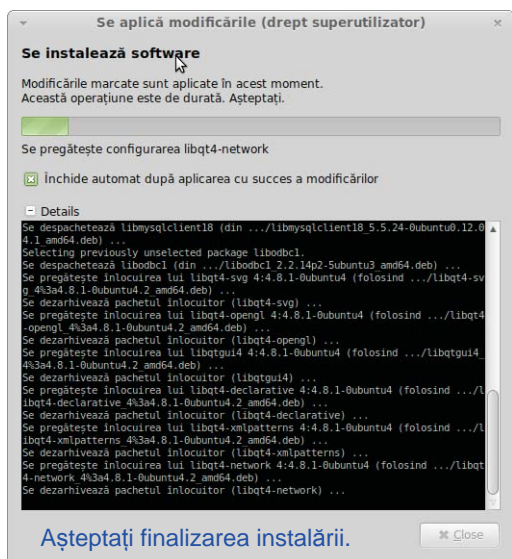 Se aplică modificările (drept superutilizator)
Se instalează software
Modificările marcate sunt aplicate în acest moment.
Această operațiune este de durată. Așteptați.
Se pregătește configurarea libqt4-network
Închide automat după aplicarea cu succes a modificărilor
Details
Se despachetează libmysqlclient18 (din .../libmysqlclient18_5.5.24-0ubuntu0.12.0
4.1_amd64.deb) ...
Selecting previously unselected package libodbc1.
Se despachetează libodbc1 (din .../libodbc1_2.2.14p2-5ubuntu3_amd64.deb) ...
Se pregătește înlocuirea lui libqt4-svg 4:4.8.1-0ubuntu4 (folosind .../libqt4-sv
g_4%3a4.8.1-0ubuntu4.2_amd64.deb) ...
Se dezarhivează pachetul înlocuitor (libqt4-svg) ...
Se pregătește înlocuirea lui libqt4-opengl 4:4.8.1-0ubuntu4 (folosind .../libqt4
-opengl_4%3a4.8.1-0ubuntu4.2_amd64.deb) ...
Se dezarhivează pachetul înlocuitor (libqt4-opengl) ...
Se pregătește înlocuirea lui libqtgui4 4:4.8.1-0ubuntu4 (folosind .../libqtgui4_
4%3a4.8.1-0ubuntu4.2_amd64.deb) ...
Se dezarhivează pachetul înlocuitor (libqtgui4) ...
Se pregătește înlocuirea lui libqt4-declarative 4:4.8.1-0ubuntu4 (folosind .../l
ibqt4-declarative_4%3a4.8.1-0ubuntu4.2_amd64.deb) ...
Se dezarhivează pachetul înlocuitor (libqt4-declarative) ...
Se pregătește înlocuirea lui libqt4-xmlpatterns 4:4.8.1-0ubuntu4 (folosind .../l
ibqt4-xmlpatterns_4%3a4.8.1-0ubuntu4.2_amd64.deb) ...
Se dezarhivează pachetul înlocuitor (libqt4-xmlpatterns) ...
Se pregătește înlocuirea lui libqt4-network 4:4.8.1-0ubuntu4 (folosind .../libqt
4-network_4%3a4.8.1-0ubuntu4.2_amd64.deb) ...
Se dezarhivează pachetul înlocuitor (libqt4-network) ...
Așteptați finalizarea instalării.
Close